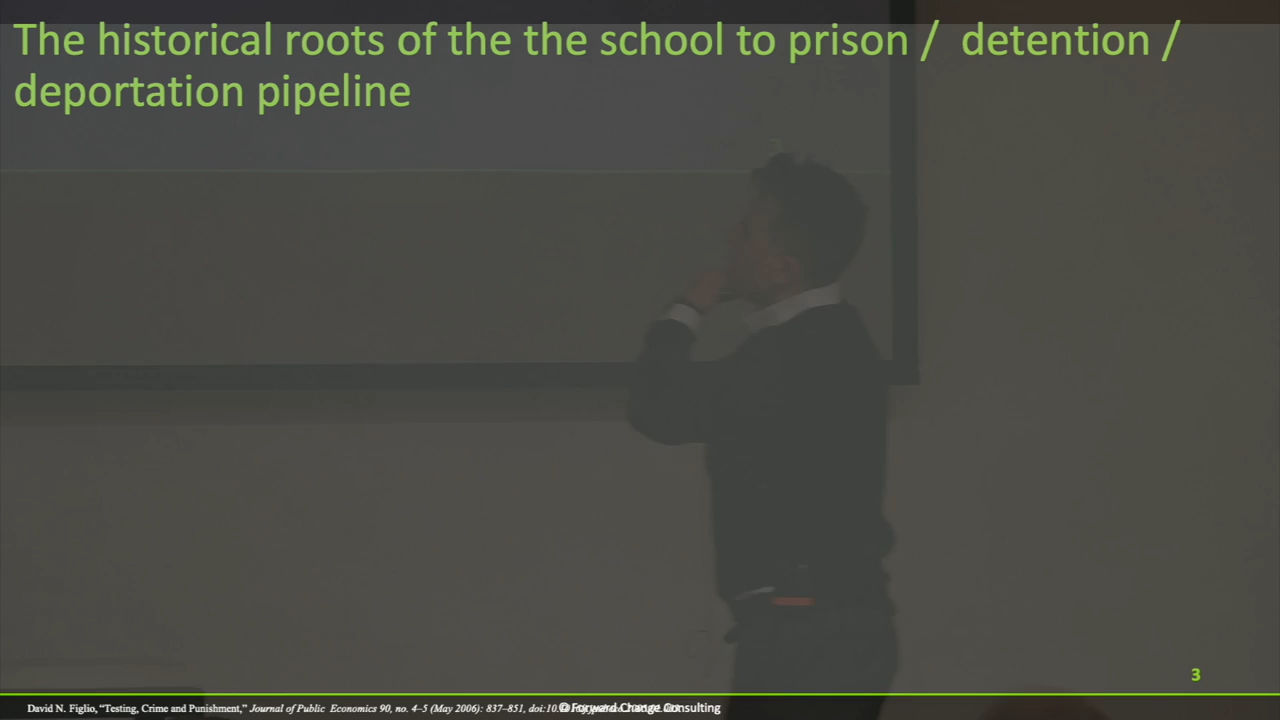 The historical roots of the the school to prison / detention /
deportation pipeline
3
David N. Figlio, “Testing, Crime and Punishment,” Journal of Public Economics 90, no. 4–5 (May 2006): 837–851, doi:10.
© Forward Change Consulting